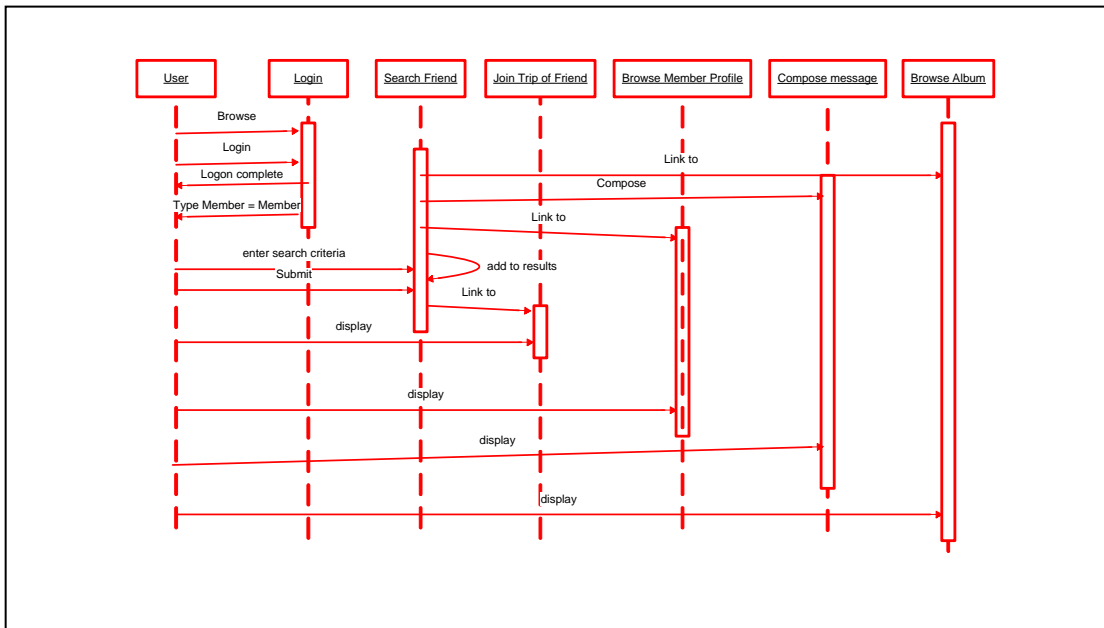 User
Login
Search Friend
Join Trip of Friend
Browse Member Profile
Compose message
Browse Album
Browse
Login
Link to
Logon complete
Compose
Type Member = Member
Link to
enter search criteria
add to results
Submit
Link to
display
display
display
display